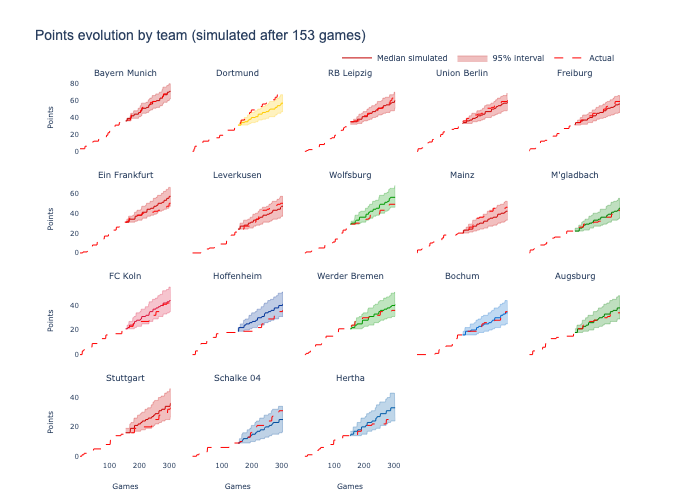 Points evolution by team (simulated after 153 games)
Median simulated 95% interval Actual
Bayern Munich Dortmund RB Leipzig Union Berlin Freiburg
80
60
40
20
0
Points
Ein Frankfurt Leverkusen Wolfsburg Mainz M'gladbach
60
40
20
0
Points
FC Koln Hoffenheim Werder Bremen Bochum Augsburg
40
20
0
Points
Stuttgart Schalke 04 Hertha
40
20
0
Points
100 200 300 100 200 300 100 200 300
Games Games Games